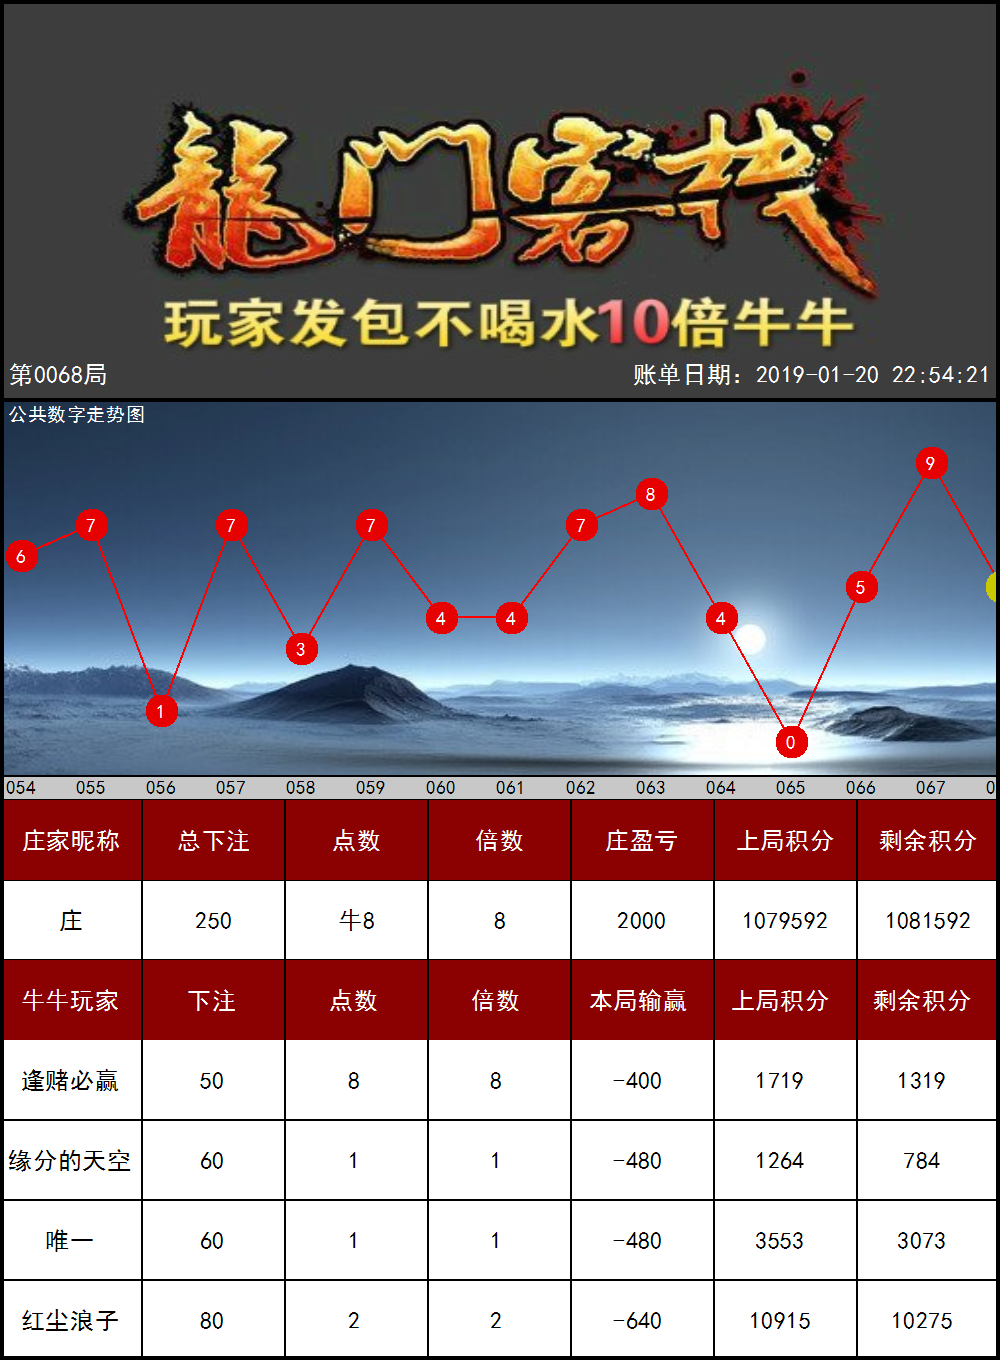 龍门客栈
玩家发包不喝水10倍牛牛
第0068局 账单日期: 2019-01-20 22:54:21
公共数字走势图
6 7 1 7 3 7 4 4 7 8 4 0 5 9
054 055 056 057 058 059 060 061 062 063 064 065 066 067 0
庄家昵称 总下注 点数 倍数 庄盈亏 上局积分 剩余积分
庄 250 牛8 8 2000 1079592 1081592
牛牛玩家 下注 点数 倍数 本局输赢 上局积分 剩余积分
逢赌必赢 50 8 8 -400 1719 1319
缘分的天空 60 1 1 -480 1264 784
唯一 60 1 1 -480 3553 3073
红尘浪子 80 2 2 -640 10915 10275